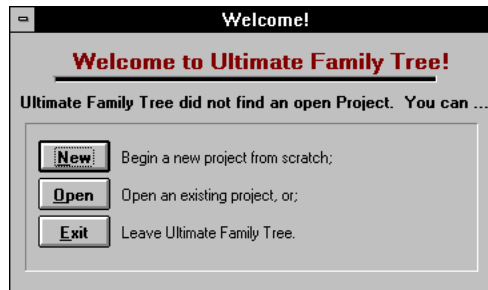 Welcome!
Welcome to Ultimate Family Tree!
Ultimate Family Tree did not find an open Project. You can ...
New Begin a new project from scratch;
Open Open an existing project, or;
Exit Leave Ultimate Family Tree.